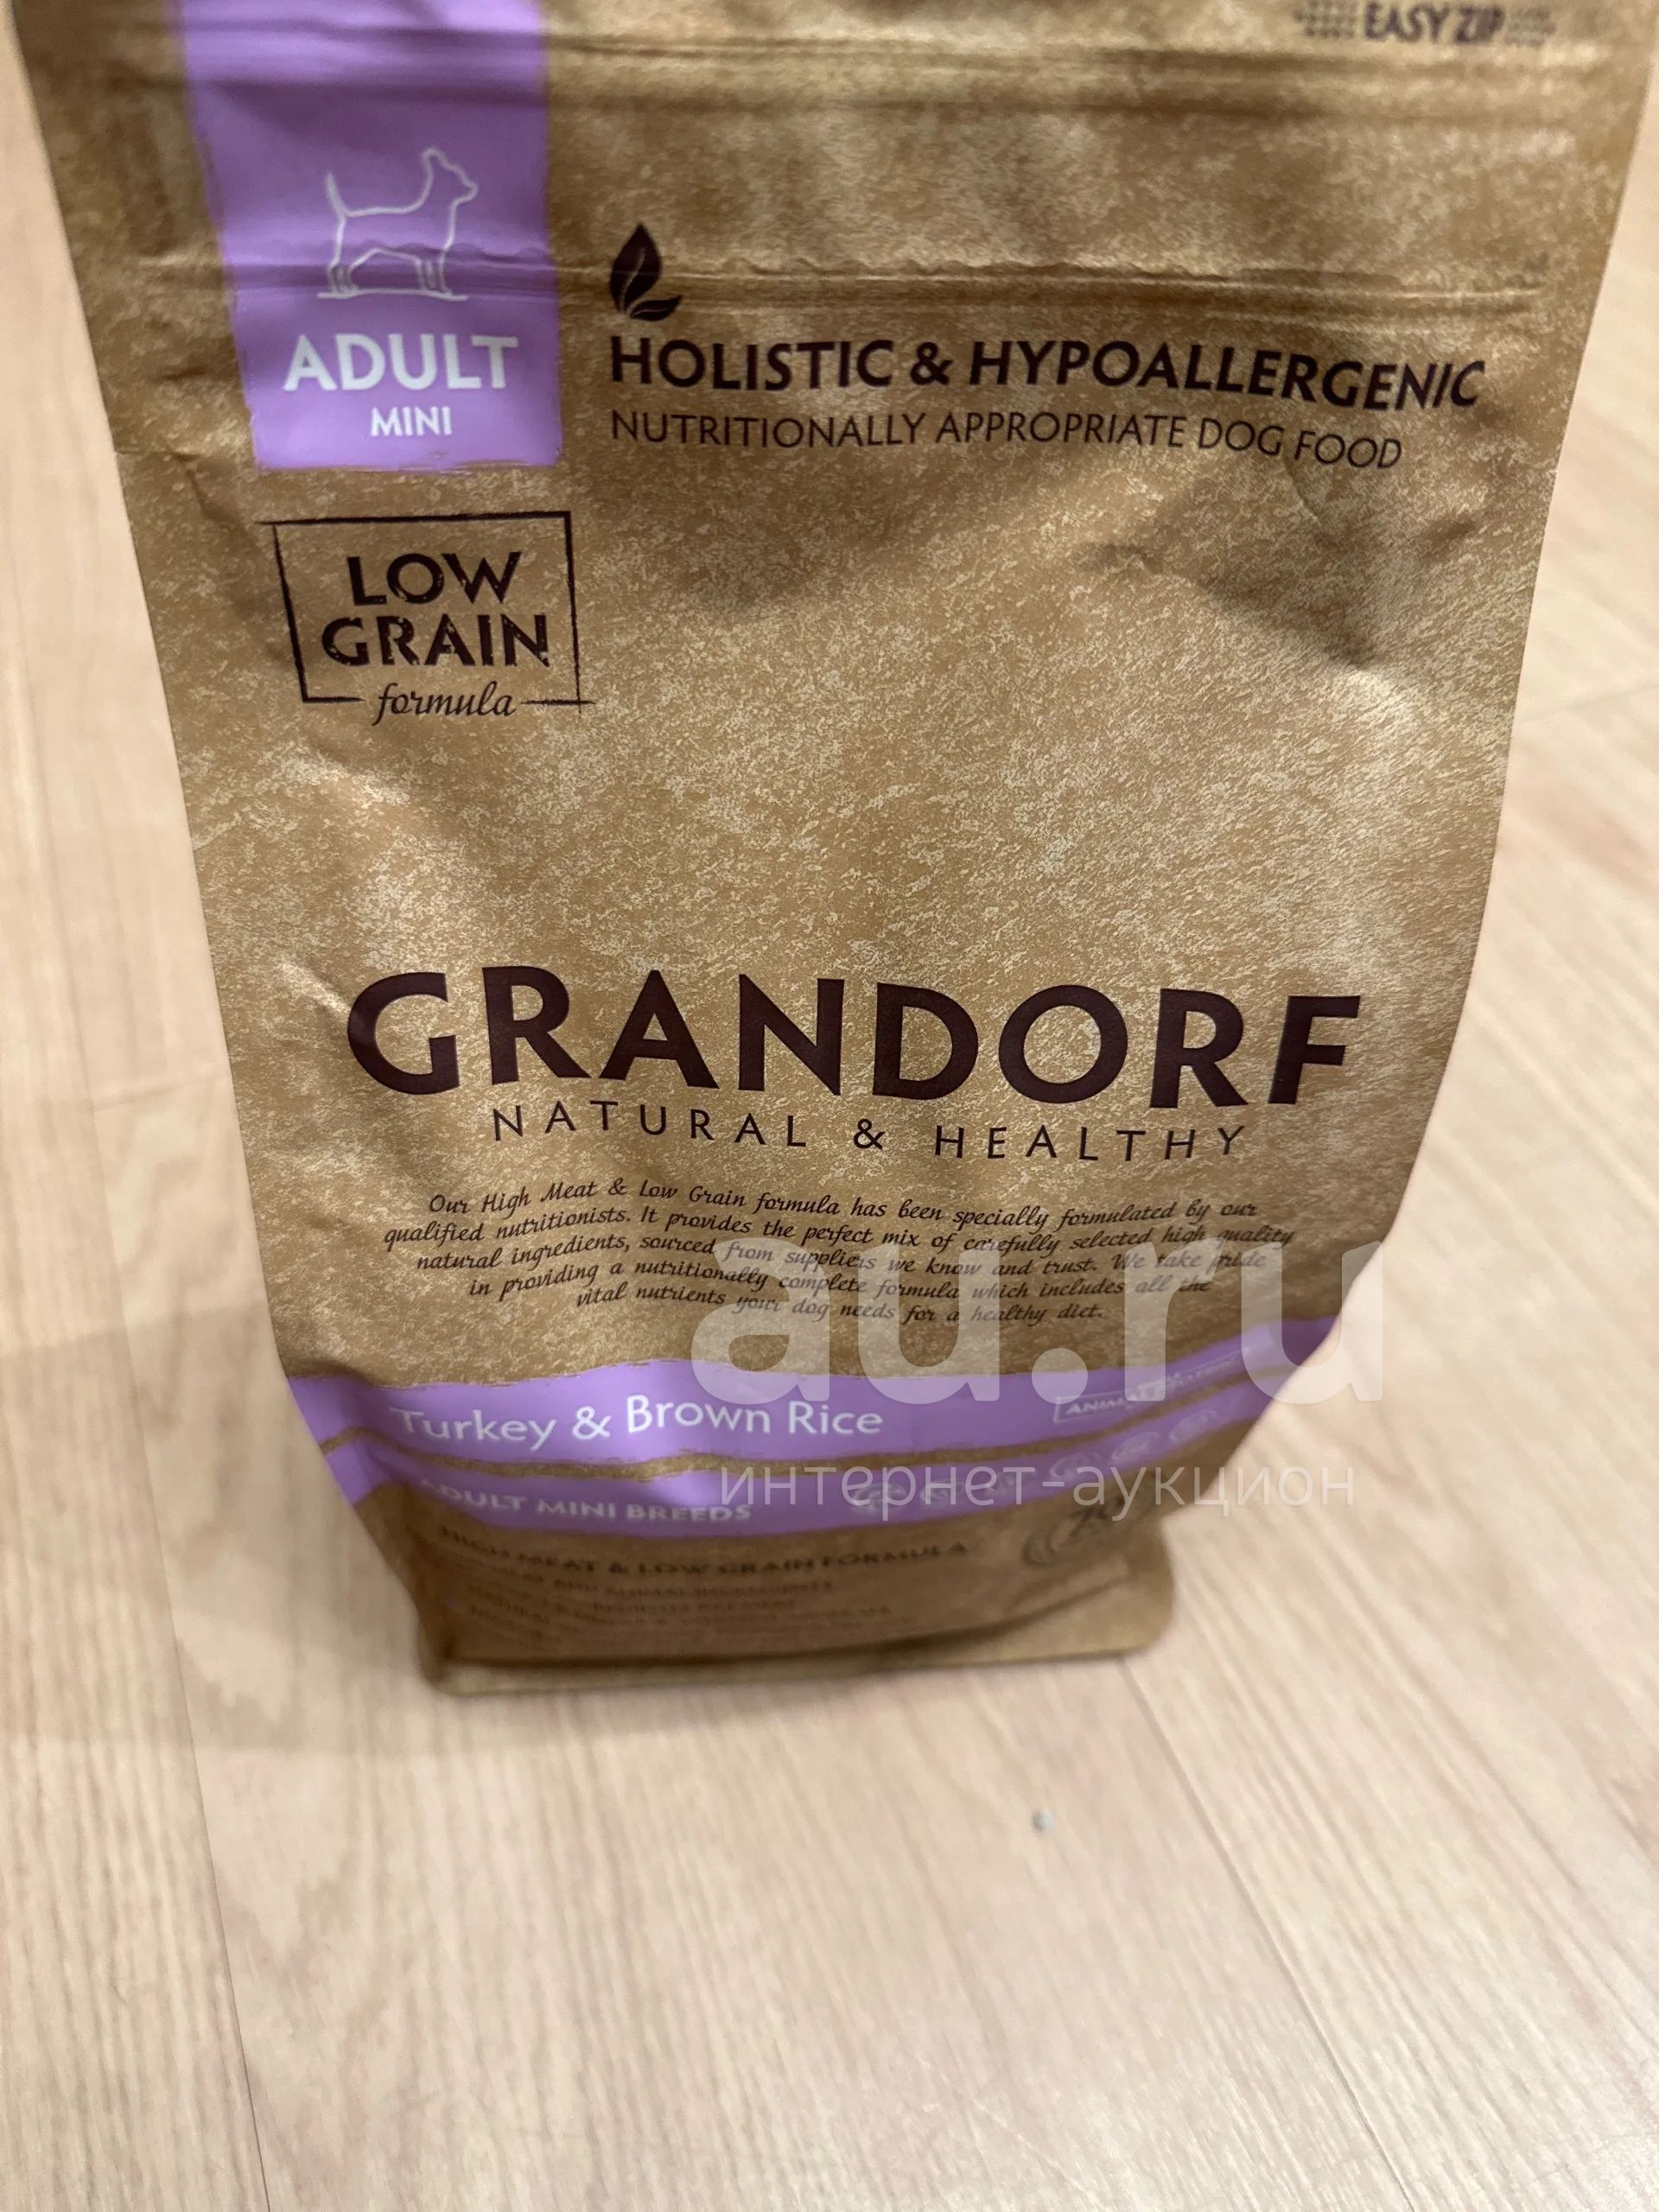 EASY ZIP
ADULT
MINI
HOLISTIC & HYPOALLERGENIC
NUTRITIONALLY APPROPRIATE DOG FOOD
LOW
GRAIN
formula
GRANDORF
NATURAL & HEALTHY
Our High Meat & Low Grain formula has been specially formulated by our
qualified nutritionists. It provides the perfect mix of carefully selected high quality
natural ingredients, sourced from suppliers we know and trust. We take pride
in providing a nutritionally complete formula which includes all the
vital nutrients your dog needs for a healthy diet.
au.ru
Turkey & Brown Rice
интернет-аукцион
ADULT MINI BREEDS
HIGH MEAT & LOW GRAIN FORMULA